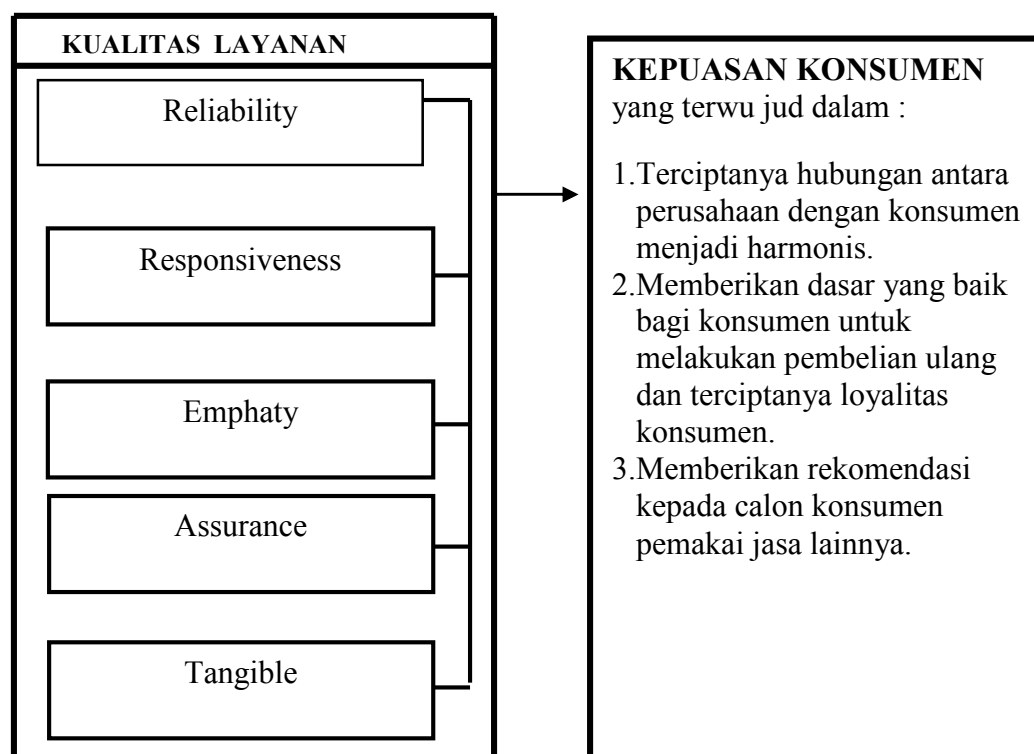 KUALITAS LAYANAN
Reliability
Responsiveness
Emphaty
Assurance
Tangible
KEPUASAN KONSUMEN
yang terwu jud dalam :
1.Terciptanya hubungan antara
perusahaan dengan konsumen
menjadi harmonis.
2.Memberikan dasar yang baik
bagi konsumen untuk
melakukan pembelian ulang
dan terciptanya loyalitas
konsumen.
3.Memberikan rekomendasi
kepada calon konsumen
pemakai jasa lainnya.